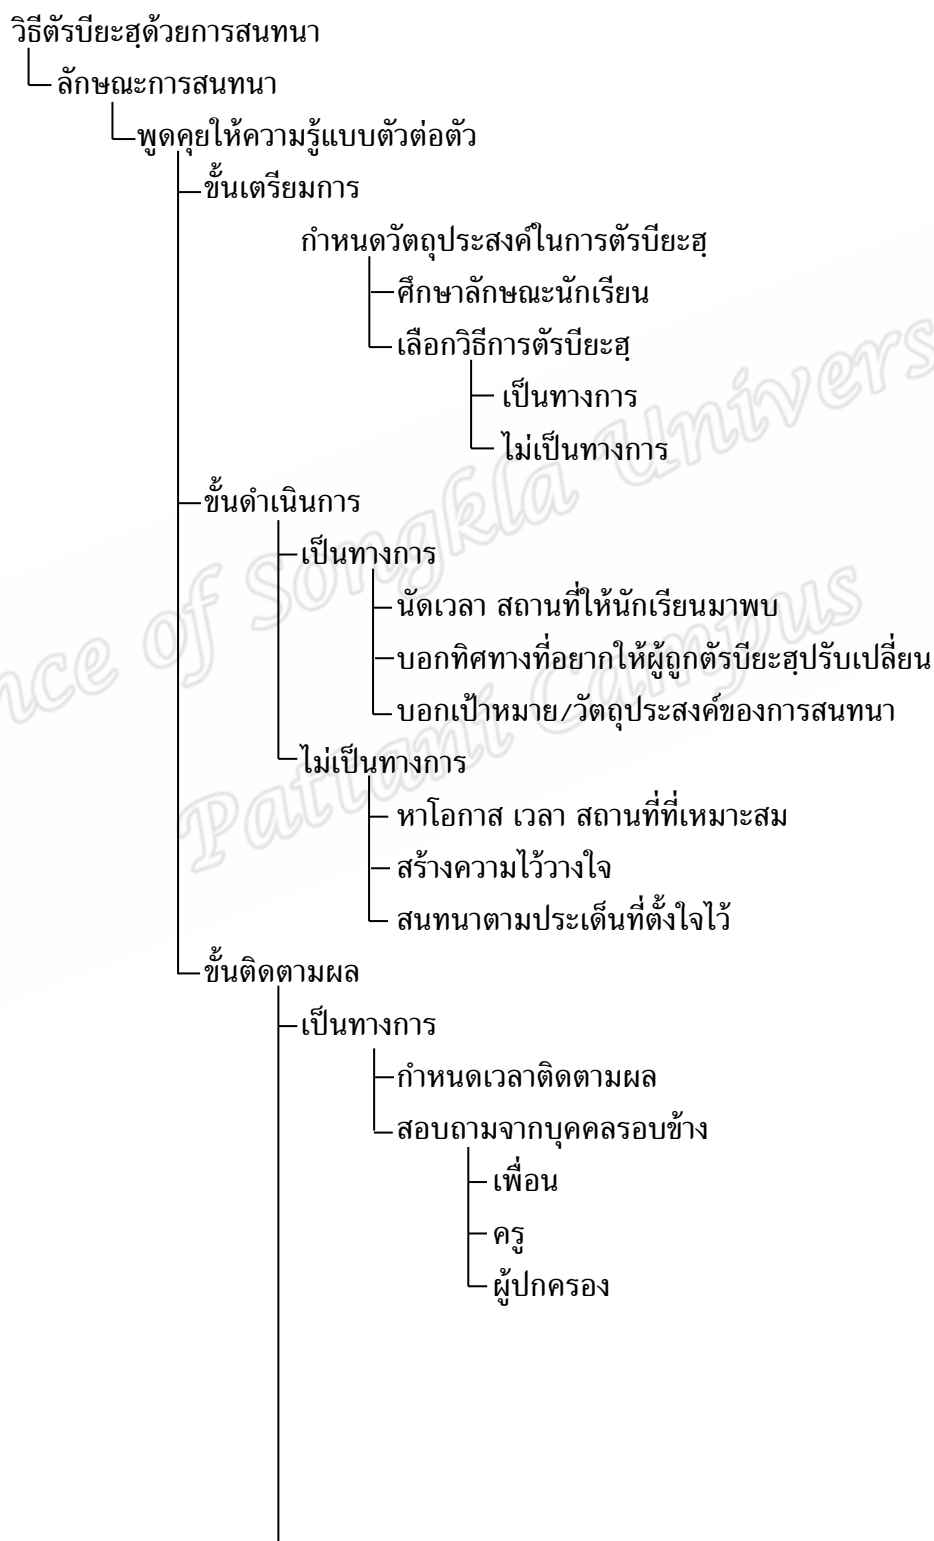 วิธีตัรบียะฮฺด้วยการสนทนา
ลักษณะการสนทนา
พูดคุยให้ความรู้แบบตัวต่อตัว
ขั้นเตรียมการ
กำหนดวัตถุประสงค์ในการตัรบียะฮฺ
ศึกษาลักษณะนักเรียน
เลือกวิธีการตัรบียะฮฺ
เป็นทางการ
ไม่เป็นทางการ
ขั้นดำเนินการ
เป็นทางการ
นัดเวลา สถานที่ให้นักเรียนมาพบ
บอกทิศทางที่อยากให้ผู้ถูกตัรบียะฮฺปรับเปลี่ยน
บอกเป้าหมาย/วัตถุประสงค์ของการสนทนา
ไม่เป็นทางการ
หาโอกาส เวลา สถานที่ที่เหมาะสม
สร้างความไว้วางใจ
สนทนาตามประเด็นที่ตั้งใจไว้
ขั้นติดตามผล
เป็นทางการ
กำหนดเวลาติดตามผล
สอบถามจากบุคคลรอบข้าง
เพื่อน
ครู
ผู้ปกครอง
nce of Songkla Univers
Pattani Campus